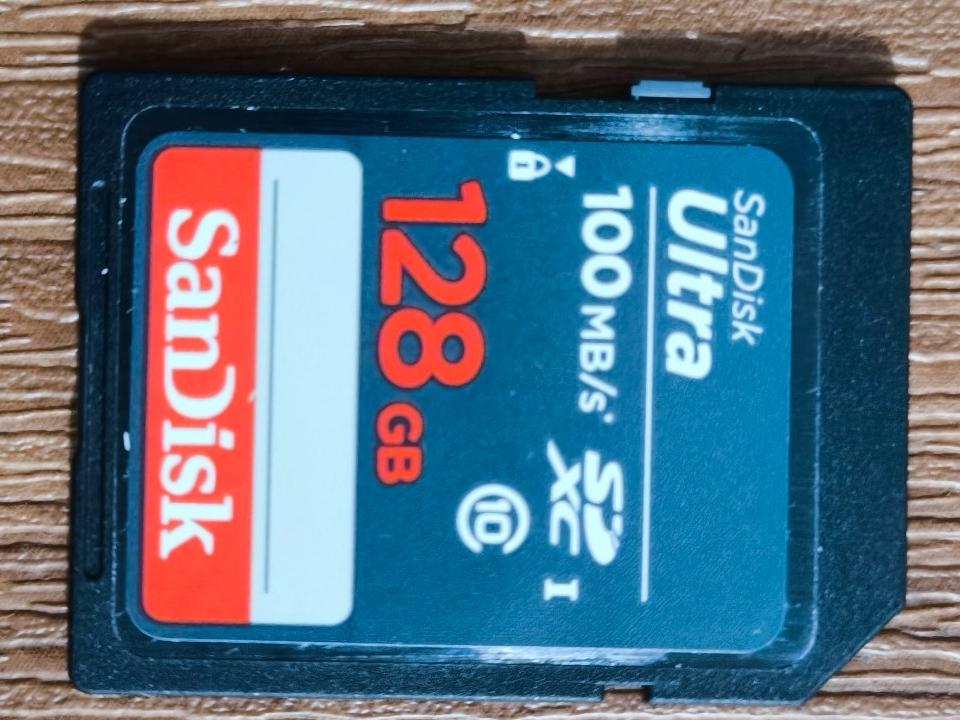 SanDisk
Ultra
100 MB/s* SD XC I
10
128 GB
SanDisk